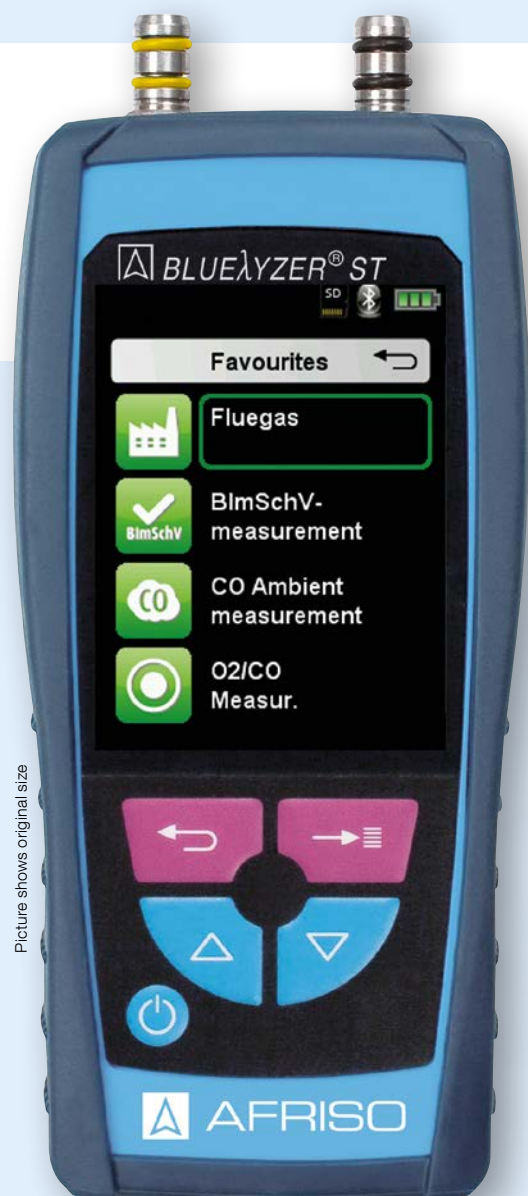 BLUEλYZER® ST
SD
Favourites
Fluegas
BImSchV
BImSchV-
measurement
CO
CO Ambient
measurement
O2/CO
Measur.
Picture shows original size
AFRISO